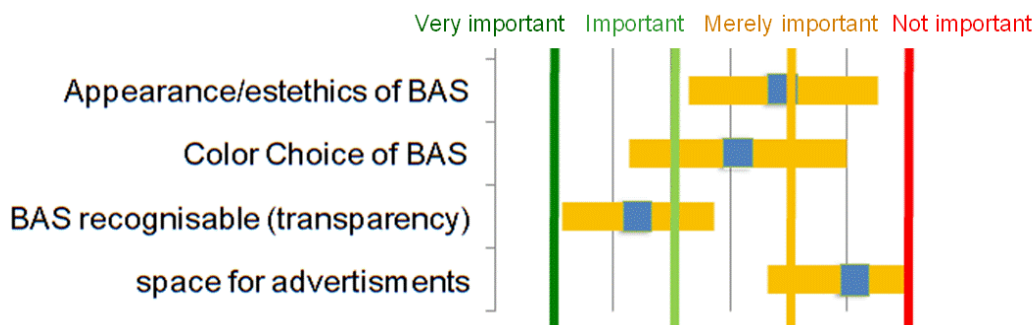 Very important Important Merely important Not important
Appearance/estethics of BAS
Color Choice of BAS
BAS recognisable (transparency)
space for advertisments